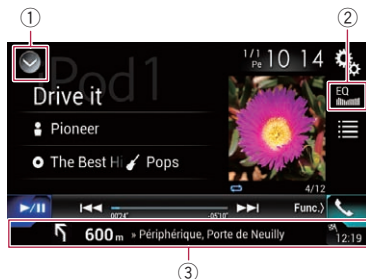 ① ②
iPod1
1/1 Pe 10 14
Drive it
EQ
Pioneer
The Best Hi Pops
4/12
00'24" -05'10" Func.
600 m » Périphérique, Porte de Neuilly 12:19
③